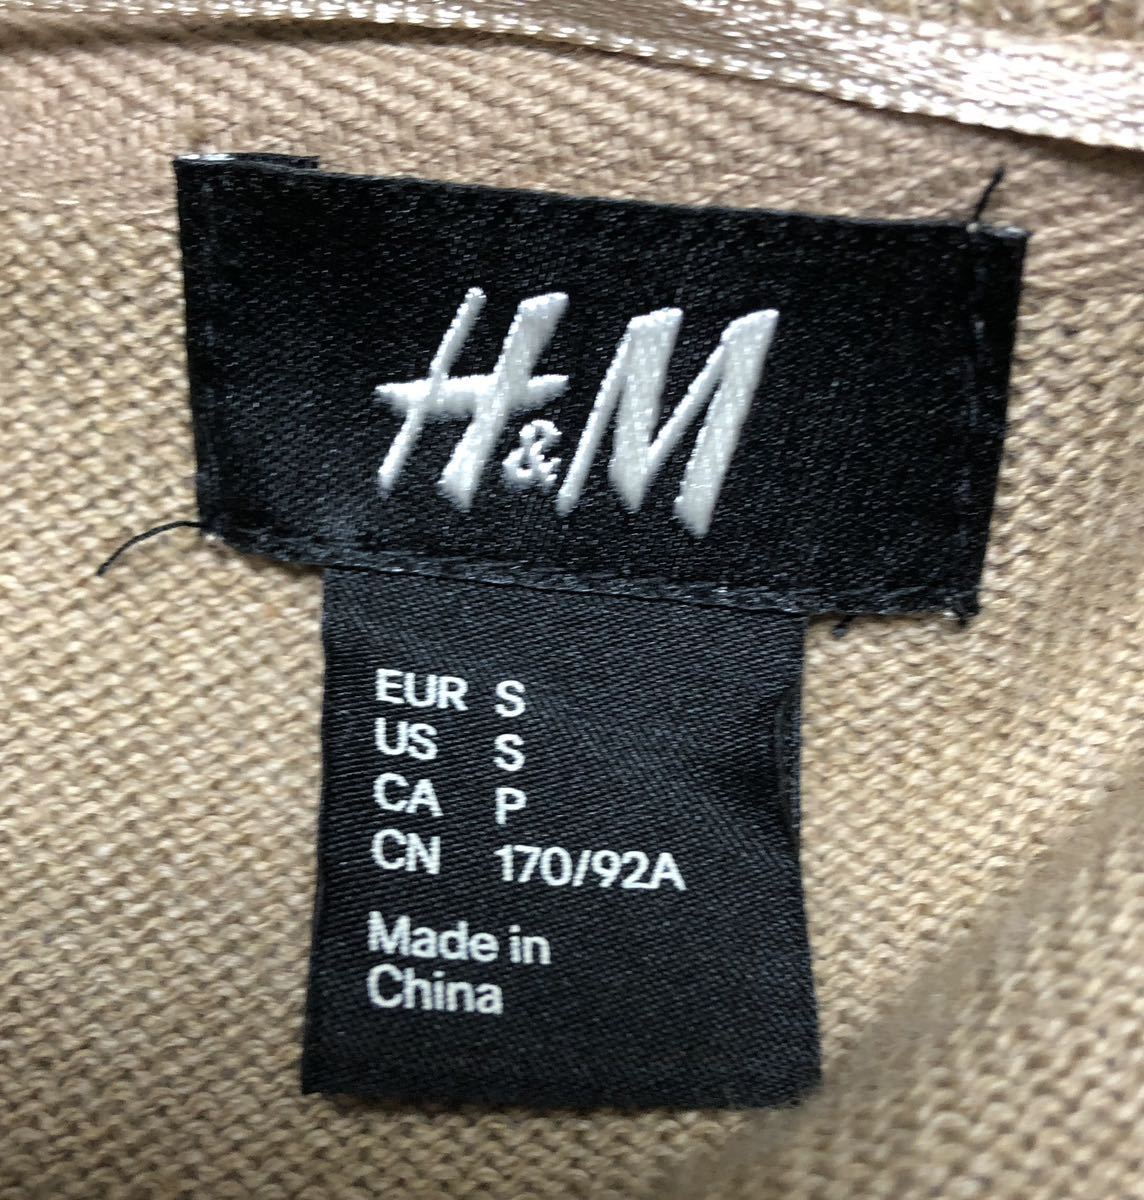 H&M
EUR S
US S
CA P
CN 170/92A
Made in
China